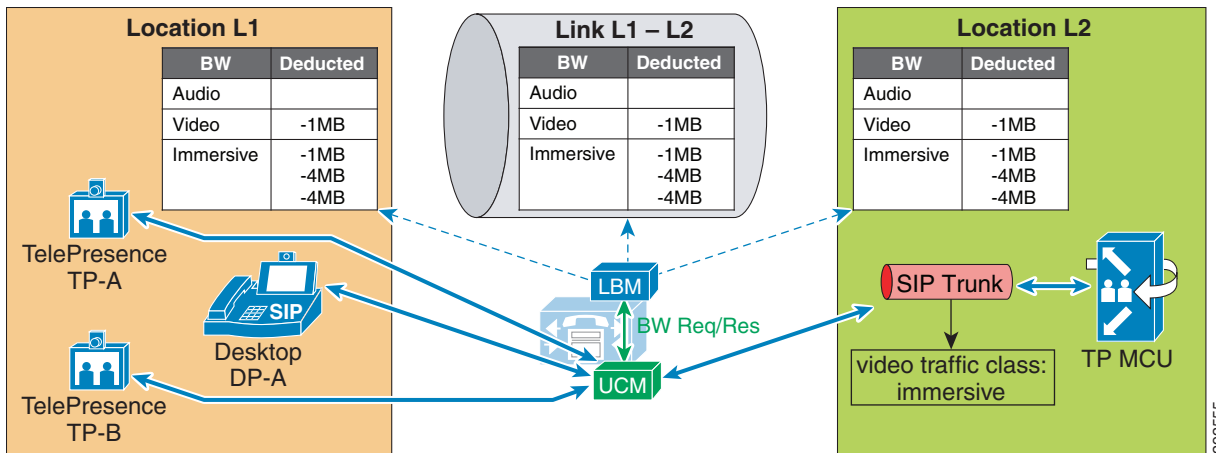 Location L1
BW Deducted
Audio
Video -1MB
Immersive -1MB
-4MB
-4MB
Link L1 – L2
BW Deducted
Audio
Video -1MB
Immersive -1MB
-4MB
-4MB
Location L2
BW Deducted
Audio
Video -1MB
Immersive -1MB
-4MB
-4MB
TelePresence
TP-A
SIP
Desktop
DP-A
TelePresence
TP-B
LBM
BW Req/Res
UCM
SIP Trunk
video traffic class:
immersive
TP MCU